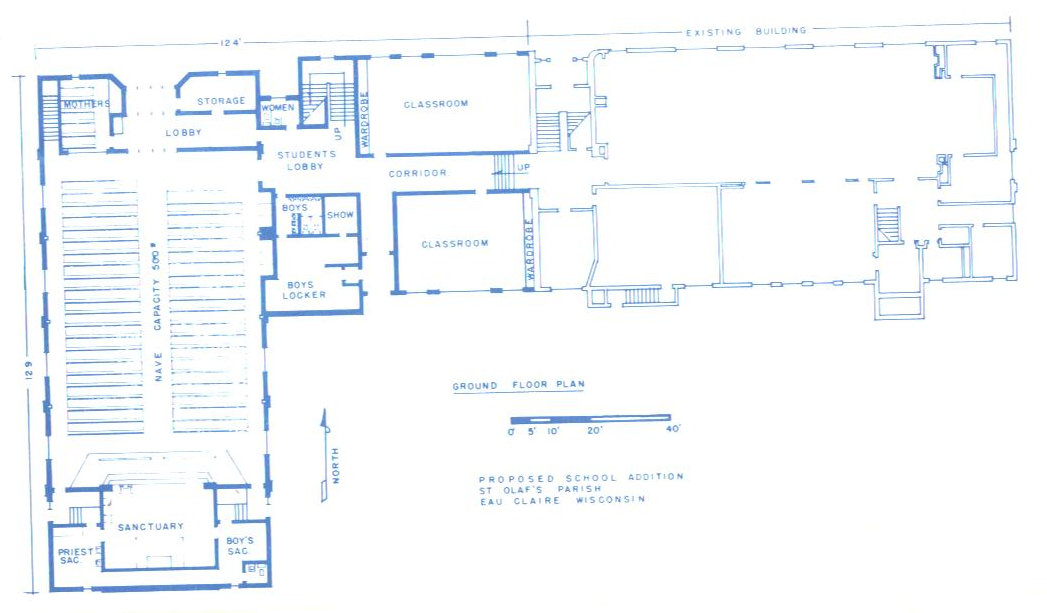 124'
EXISTING BUILDING
MOTHERS
STORAGE
WOMEN
LOBBY
UP
WARDROBE
CLASSROOM
STUDENTS
LOBBY
CORRIDOR
UP
BOYS
SHOW
CLASSROOM
WARDROBE
BOYS
LOCKER
NAVE CAPACITY 500
129
GROUND FLOOR PLAN
0' 5' 10' 20' 40'
NORTH
PROPOSED SCHOOL ADDITION
ST OLAF'S PARISH
EAU CLAIRE WISCONSIN
SANCTUARY
PRIEST
SAC.
BOY'S
SAC.